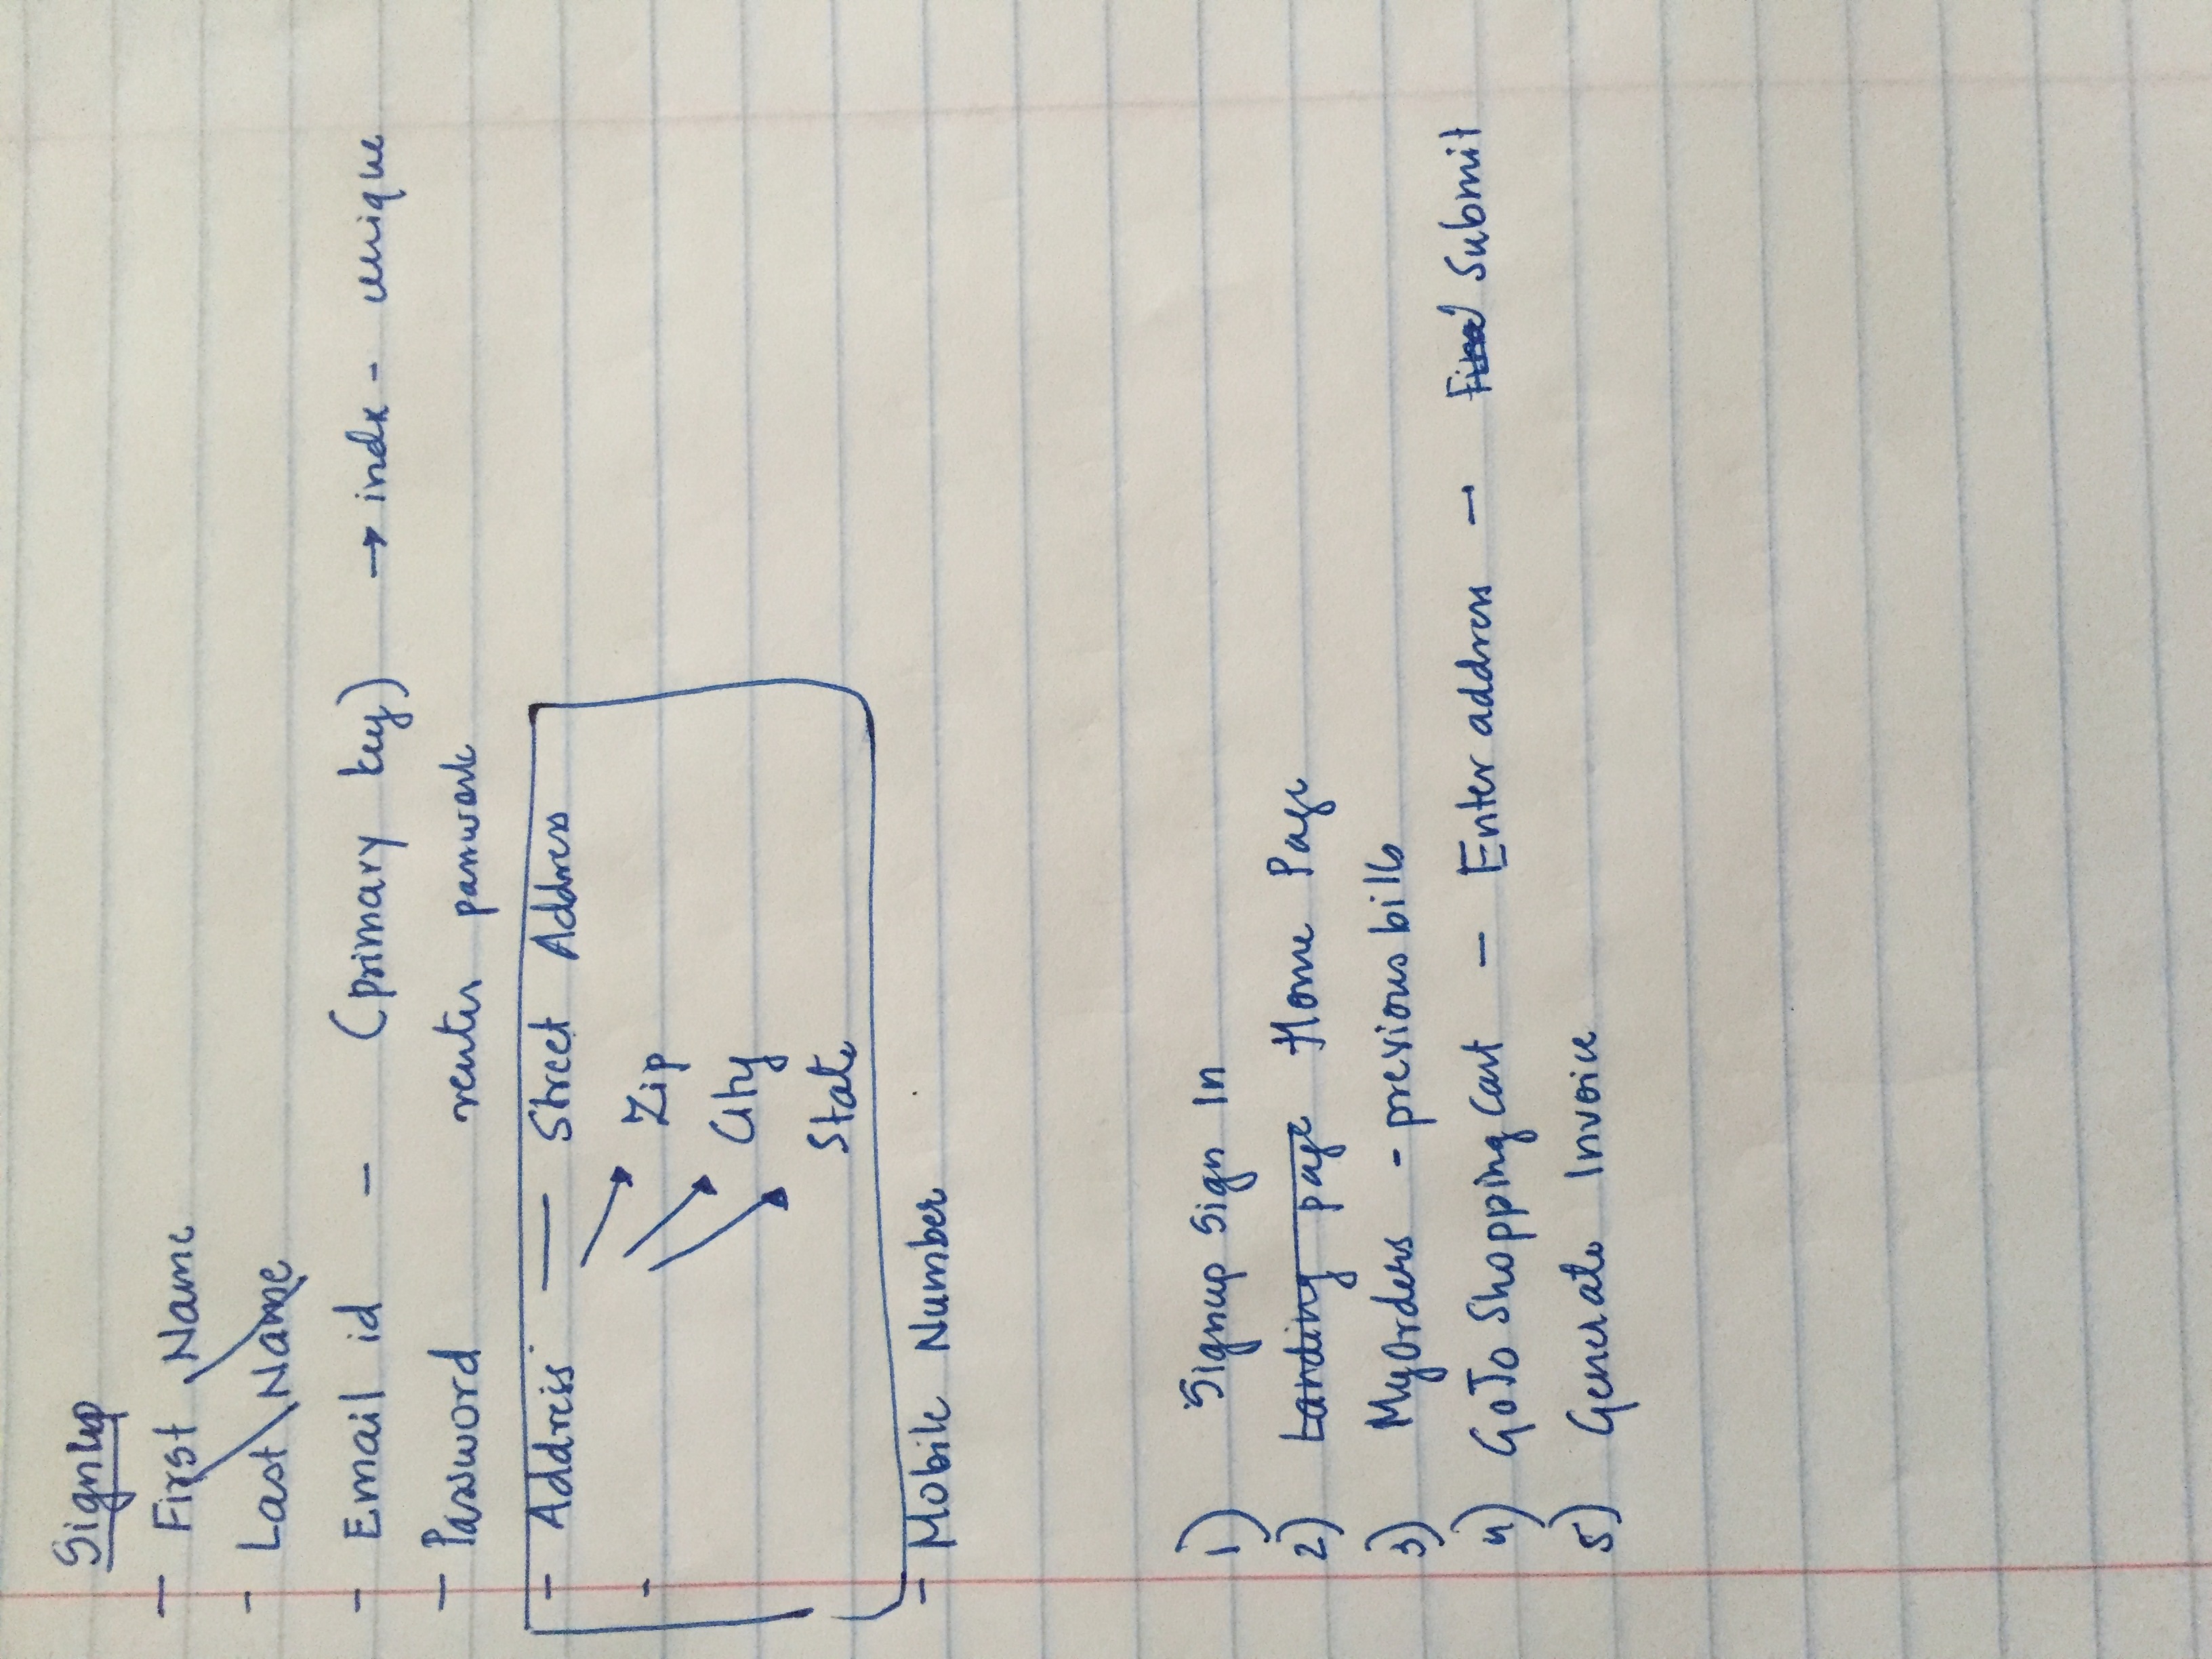 Signup
- First Name
- Last Name
- Email id - (primary key) → indx - unique
- Password renter password
- Address — Street Address
- Zip
City
State
- Mobile Number
1) Signup Sign In
2) Landing page Home Page
3) MyOrders - previous bills
4) GoTo Shopping Cart - Enter address - Submit
5) Generate Invoice